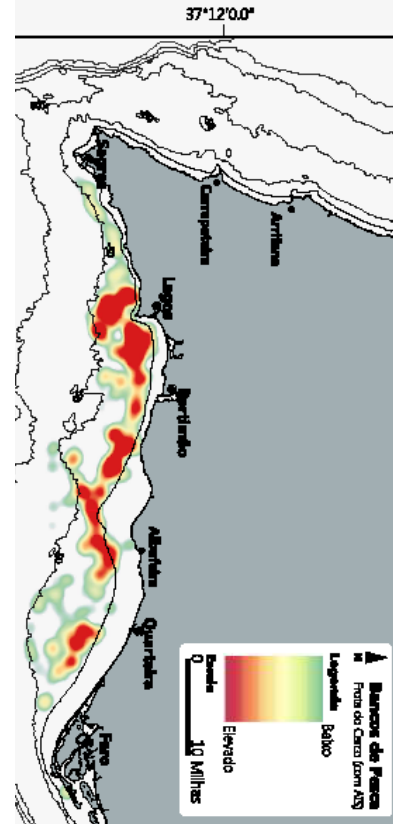 37°12'0.0"
Arrifana
Carrapateira
Sagres
Lagos
Portimão
Albufeira
Quarteira
Faro
Bancos de Pesca
N
Frota do Cerco (com AIS)
Legenda
Baixo
Elevado
Escala
0
10 Milhas